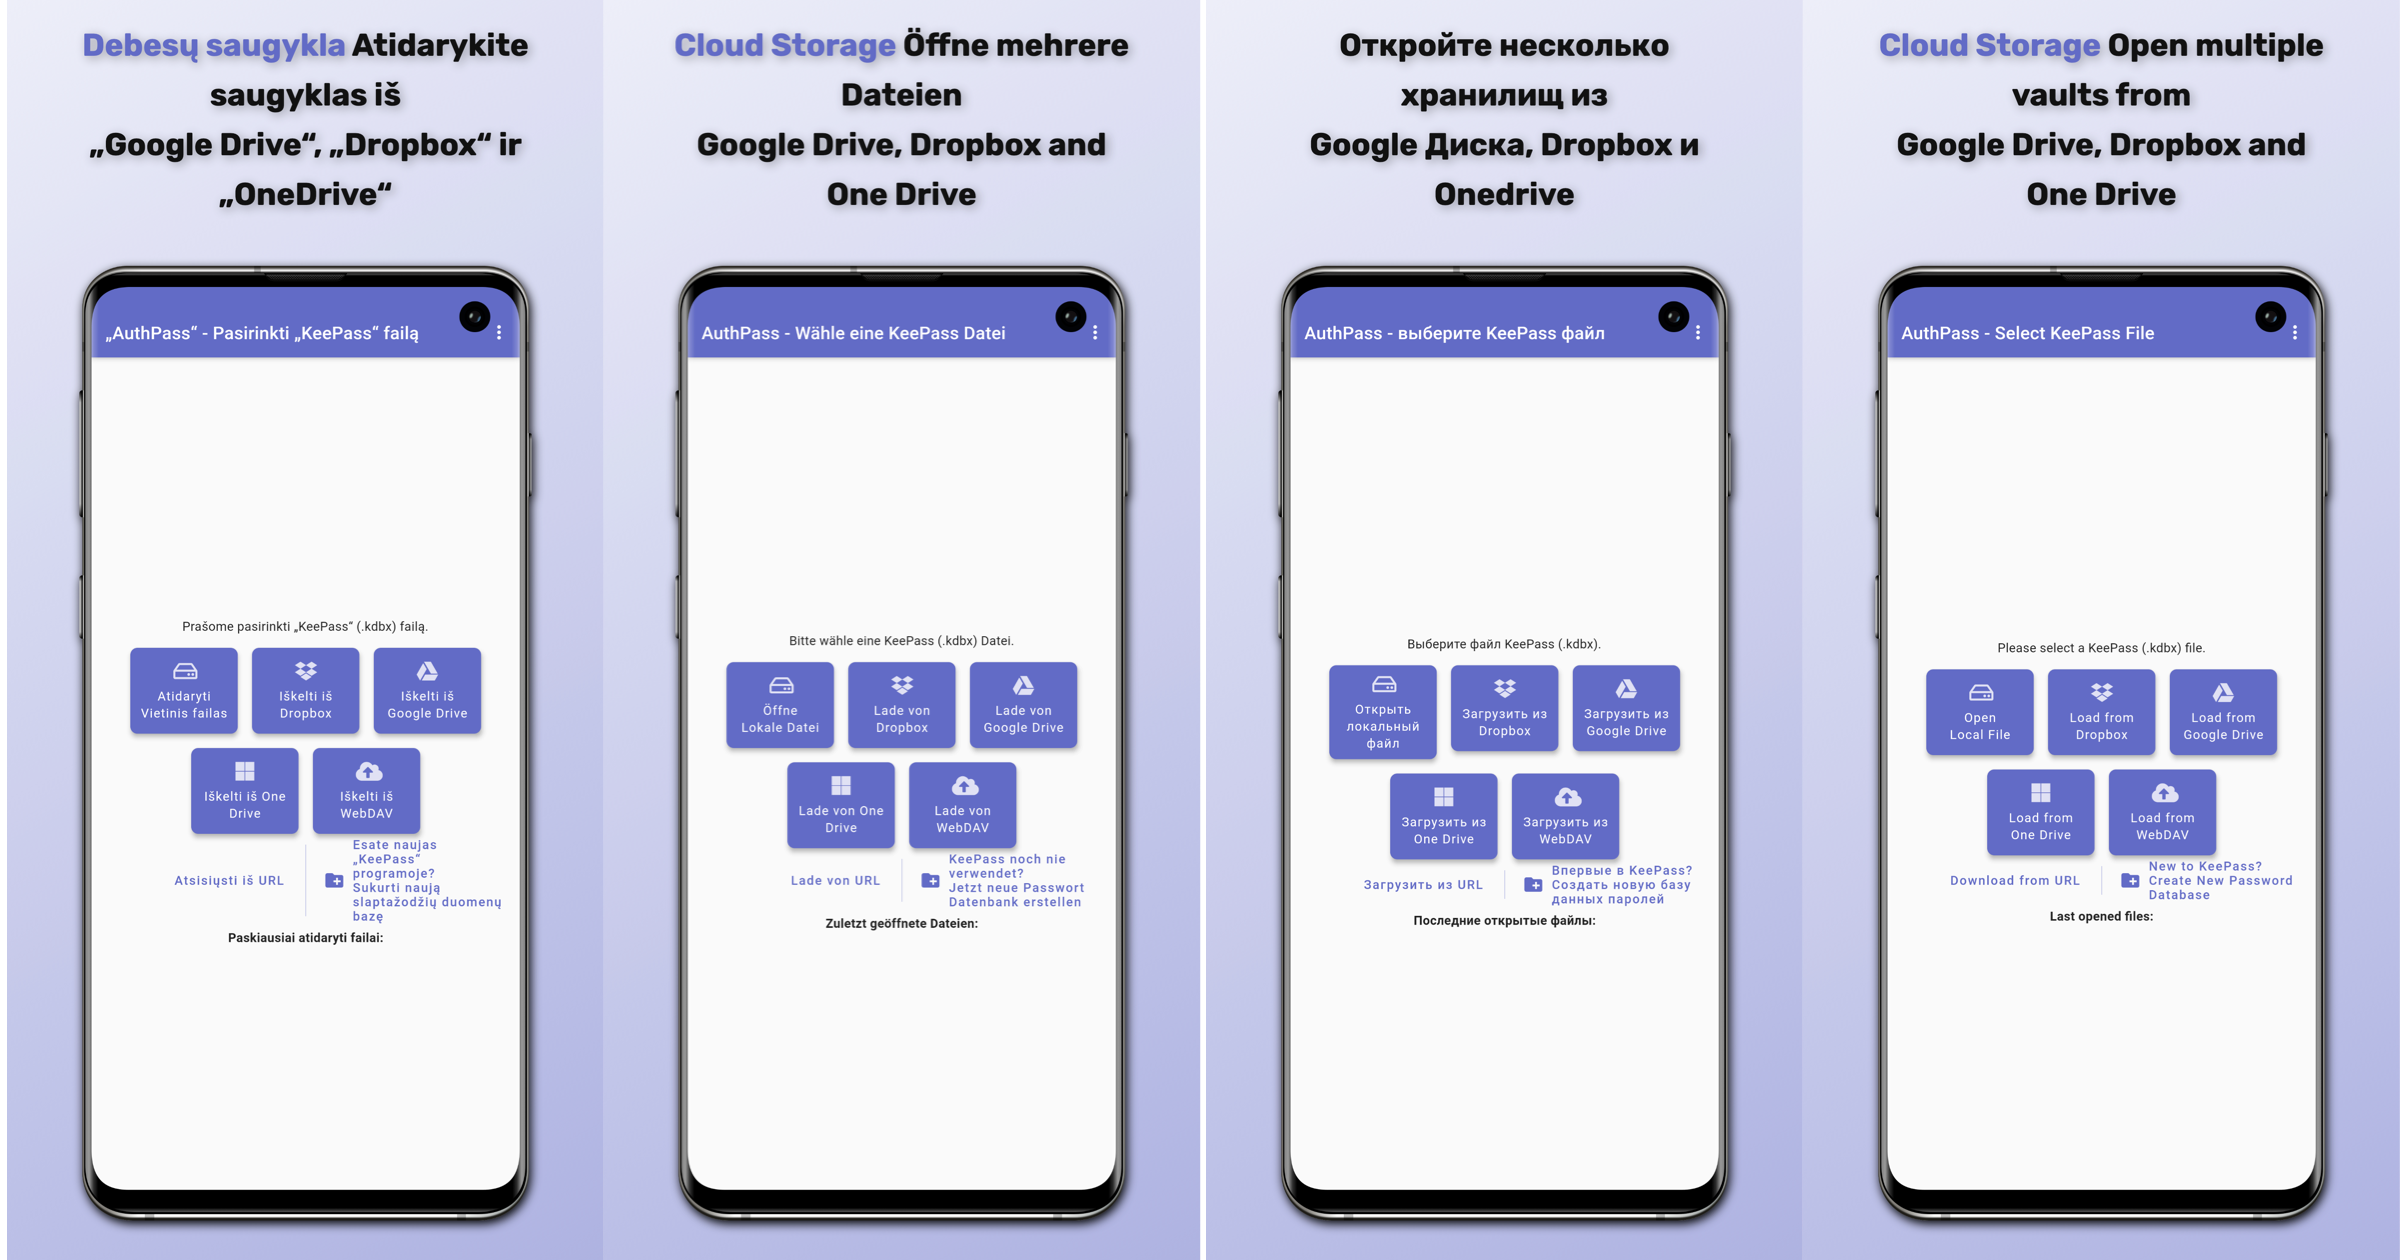 Debesų saugykla Atidarykite
saugyklas iš
„Google Drive“, „Dropbox“ ir
„OneDrive“
„AuthPass“ - Pasirinkti „KeePass“ failą
Prašome pasirinkti „KeePass“ (.kdbx) failą.
Atidaryti
Vietinis failas
Iškelti iš
Dropbox
Iškelti iš
Google Drive
Iškelti iš One
Drive
Iškelti iš
WebDAV
Atsisiųsti iš URL
Esate naujas
„KeePass“
programoje?
Sukurti naują
slaptažodžių duomenų
bazę
Paskiausiai atidaryti failai:
Cloud Storage Öffne mehrere
Dateien
Google Drive, Dropbox and
One Drive
AuthPass - Wähle eine KeePass Datei
Bitte wähle eine KeePass (.kdbx) Datei.
Öffne
Lokale Datei
Lade von
Dropbox
Lade von
Google Drive
Lade von One
Drive
Lade von
WebDAV
Lade von URL
KeePass noch nie
verwendet?
Jetzt neue Passwort
Datenbank erstellen
Zuletzt geöffnete Dateien:
Откройте несколько
хранилищ из
Google Диска, Dropbox и
Onedrive
AuthPass - выберите KeePass файл
Выберите файл KeePass (.kdbx).
Открыть
локальный
файл
Загрузить из
Dropbox
Загрузить из
Google Drive
Загрузить из
One Drive
Загрузить из
WebDAV
Загрузить из URL
Впервые в KeePass?
Создать новую базу
данных паролей
Последние открытые файлы:
Cloud Storage Open multiple
vaults from
Google Drive, Dropbox and
One Drive
AuthPass - Select KeePass File
Please select a KeePass (.kdbx) file.
Open
Local File
Load from
Dropbox
Load from
Google Drive
Load from
One Drive
Load from
WebDAV
Download from URL
New to KeePass?
Create New Password
Database
Last opened files: